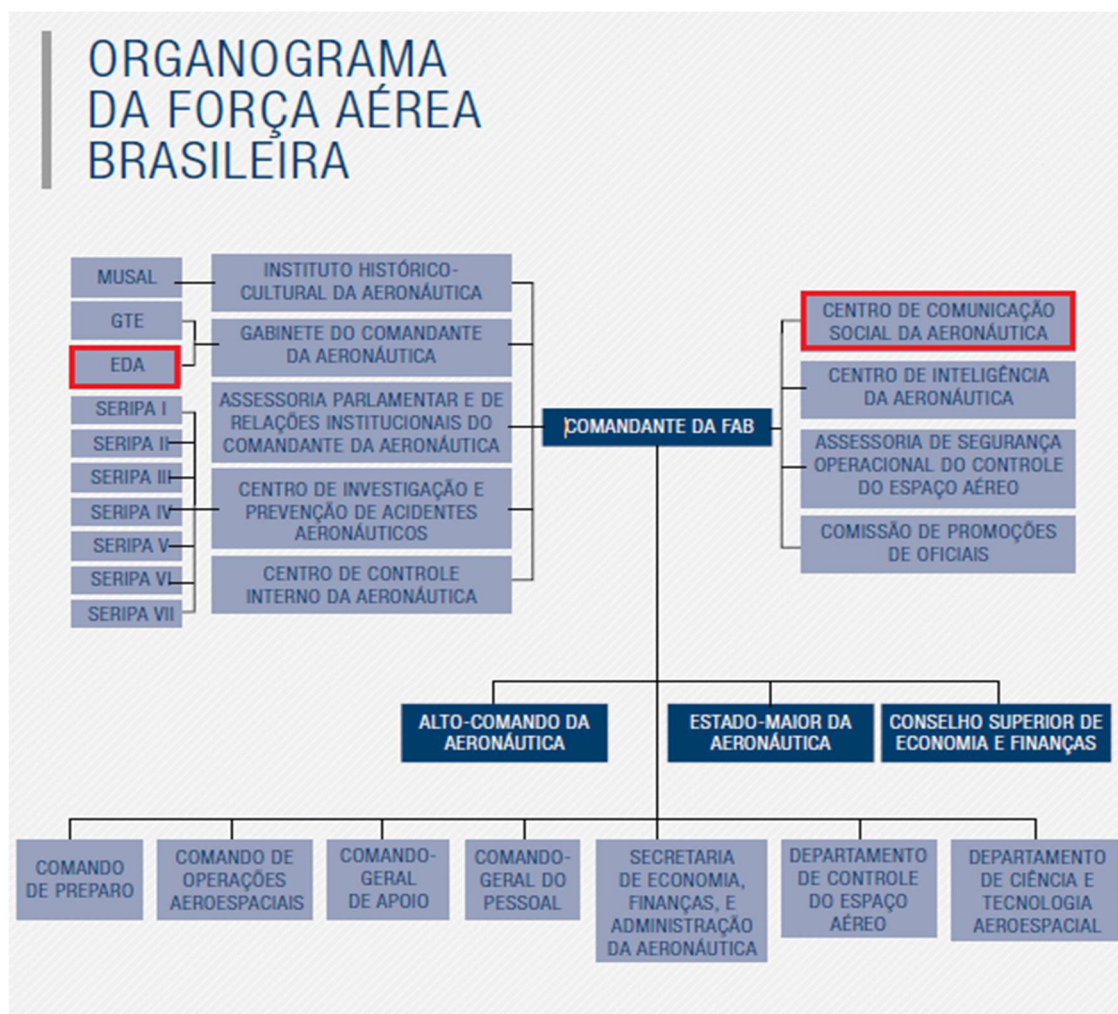 ORGANOGRAMA
DA FORÇA AÉREA
BRASILEIRA
MUSAL
GTE
EDA
SERIPA I
SERIPA II
SERIPA III
SERIPA IV
SERIPA V
SERIPA VI
SERIPA VII
INSTITUTO HISTÓRICO-
CULTURAL DA AERONÁUTICA
GABINETE DO COMANDANTE
DA AERONÁUTICA
ASSESSORIA PARLAMENTAR E DE
RELAÇÕES INSTITUCIONAIS DO
COMANDANTE DA AERONÁUTICA
CENTRO DE INVESTIGAÇÃO E
PREVENÇÃO DE ACIDENTES
AERONÁUTICOS
CENTRO DE CONTROLE
INTERNO DA AERONÁUTICA
COMANDANTE DA FAB
CENTRO DE COMUNICAÇÃO
SOCIAL DA AERONÁUTICA
CENTRO DE INTELIGÊNCIA
DA AERONÁUTICA
ASSESSORIA DE SEGURANÇA
OPERACIONAL DO CONTROLE
DO ESPAÇO AÉREO
COMISSÃO DE PROMOÇÕES
DE OFICIAIS
ALTO-COMANDO DA
AERONÁUTICA
ESTADO-MAIOR DA
AERONÁUTICA
CONSELHO SUPERIOR DE
ECONOMIA E FINANÇAS
COMANDO
DE PREPARO
COMANDO DE
OPERAÇÕES
AEROESPACIAIS
COMANDO-
GERAL
DE APOIO
COMANDO-
GERAL DO
PESSOAL
SECRETARIA
DE ECONOMIA,
FINANÇAS, E
ADMINISTRAÇÃO
DA AERONÁUTICA
DEPARTAMENTO
DE CONTROLE
DO ESPAÇO
AÉREO
DEPARTAMENTO
DE CIÊNCIA E
TECNOLOGIA
AEROESPACIAL